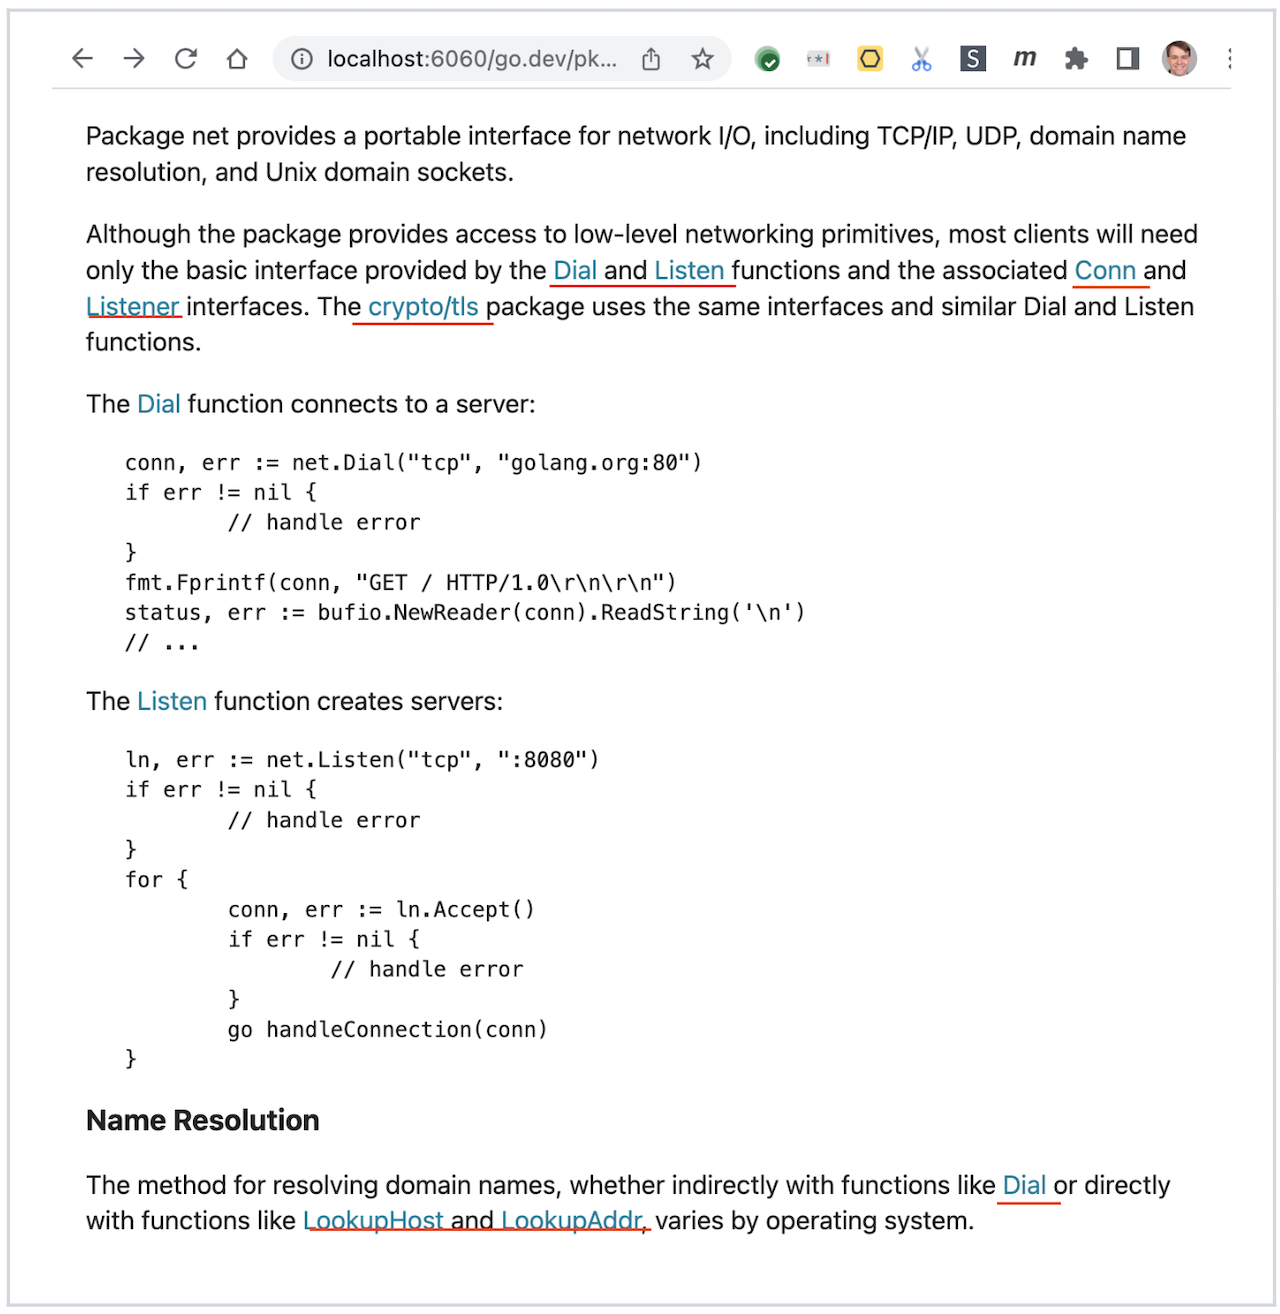 localhost:6060/go.dev/pk...
S
m
Package net provides a portable interface for network I/O, including TCP/IP, UDP, domain name
resolution, and Unix domain sockets.
Although the package provides access to low-level networking primitives, most clients will need
only the basic interface provided by the Dial and Listen functions and the associated Conn and
Listener interfaces. The crypto/tls package uses the same interfaces and similar Dial and Listen
functions.
The Dial function connects to a server:
conn, err := net.Dial("tcp", "golang.org:80")
if err != nil {
        // handle error
}
fmt.Fprintf(conn, "GET / HTTP/1.0\r\n\r\n")
status, err := bufio.NewReader(conn).ReadString('\n')
// ...
The Listen function creates servers:
ln, err := net.Listen("tcp", ":8080")
if err != nil {
        // handle error
}
for {
        conn, err := ln.Accept()
        if err != nil {
                // handle error
        }
        go handleConnection(conn)
}
Name Resolution
The method for resolving domain names, whether indirectly with functions like Dial or directly
with functions like LookupHost and LookupAddr, varies by operating system.